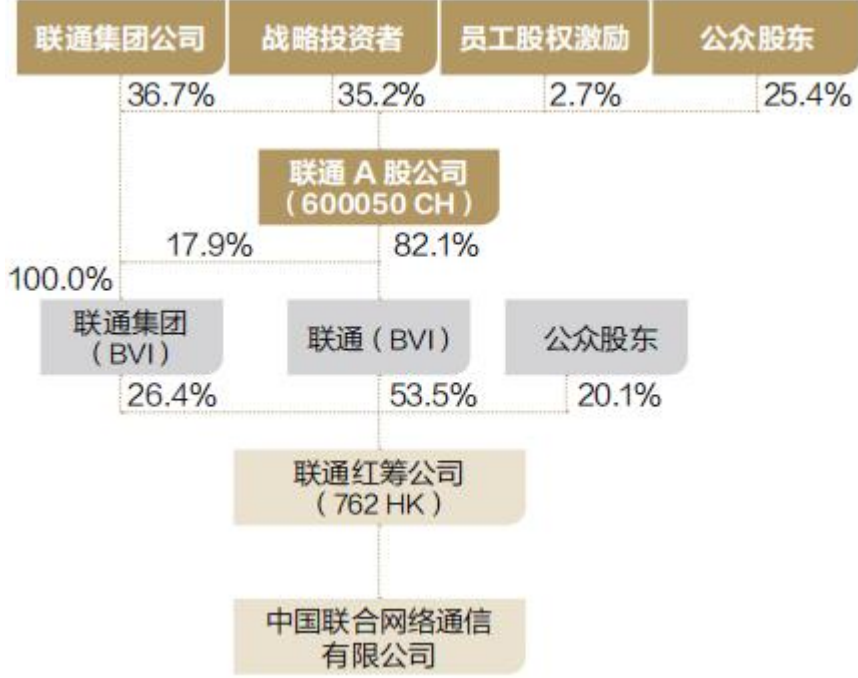 联通集团公司
战略投资者
员工股权激励
公众股东
36.7%
35.2%
2.7%
25.4%
联通 A 股公司
（600050 CH）
17.9%
82.1%
100.0%
联通集团
（BVI）
联通（BVI）
公众股东
26.4%
53.5%
20.1%
联通红筹公司
（762 HK）
中国联合网络通信
有限公司